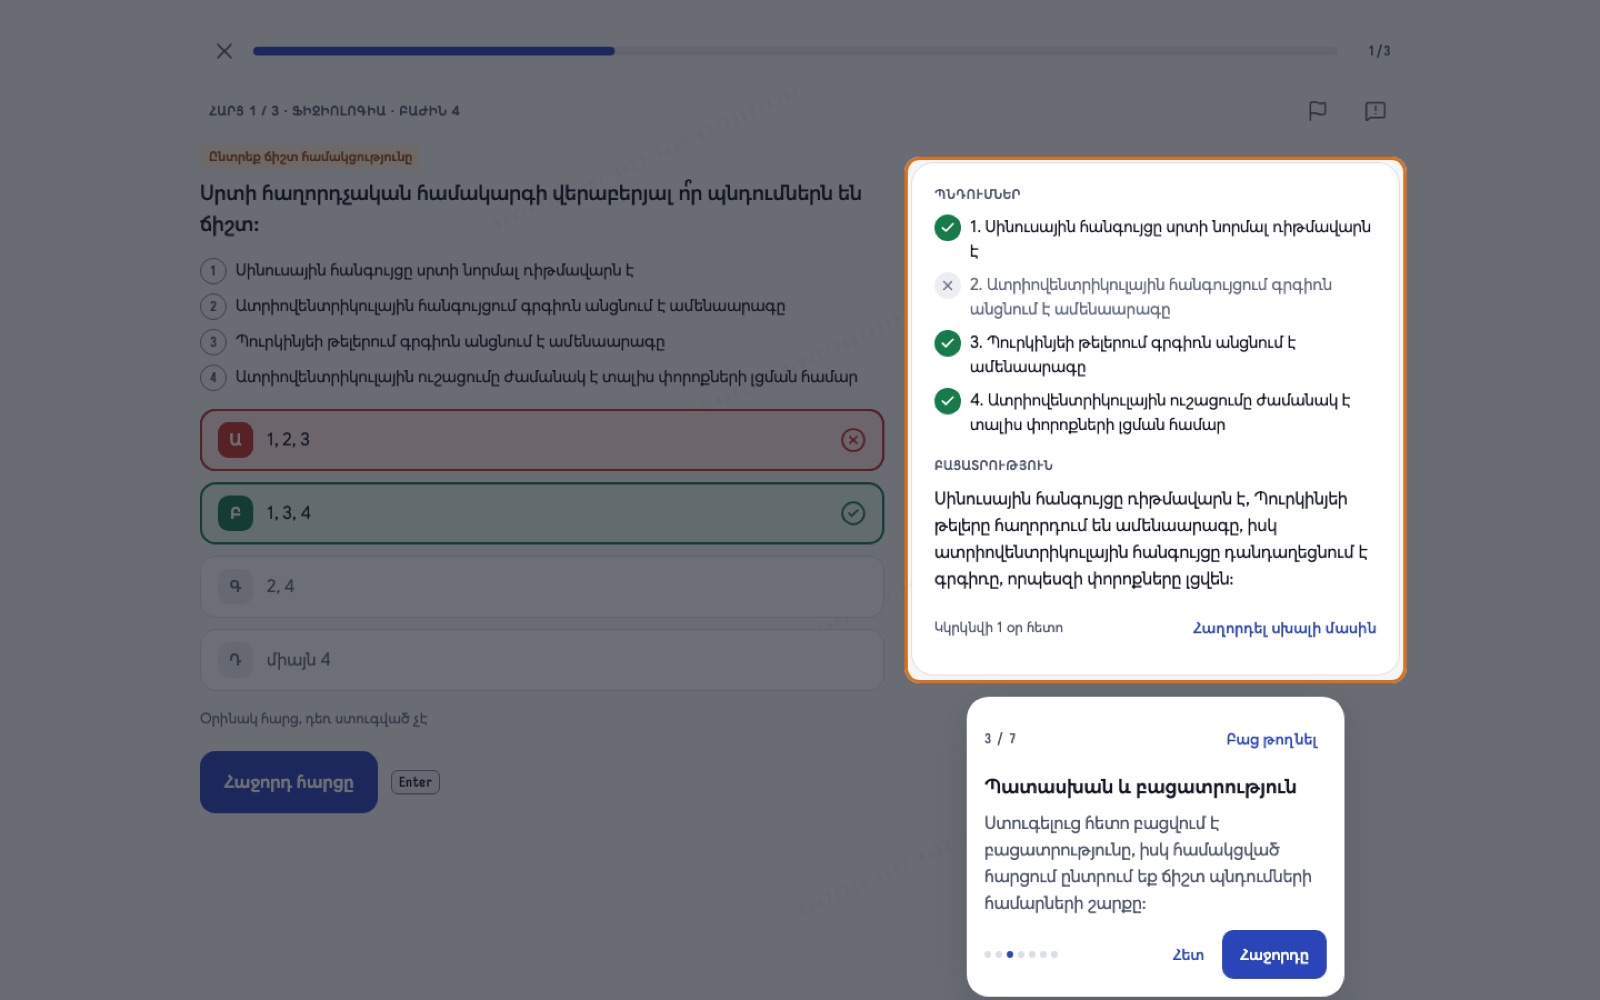 1/3
ՀԱՐՑ 1 / 3 · ՖԻԶԻՈԼՈԳԻԱ · ԲԱԺԻՆ 4
Ընտրեք ճիշտ համակցությունը
Սրտի հաղորդչական համակարգի վերաբերյալ ո՞ր պնդումներն են
ճիշտ:
1 Սինուսային հանգույցը սրտի նորմալ ռիթմավարն է
2 Ատրիովենտրիկուլային հանգույցում գրգիռն անցնում է ամենաարագը
3 Պուրկինյեի թելերում գրգիռն անցնում է ամենաարագը
4 Ատրիովենտրիկուլային ուշացումը ժամանակ է տալիս փորոքների լցման համար
Ա 1, 2, 3
Բ 1, 3, 4
Գ 2, 4
Դ միայն 4
Օրինակ հարց, դեռ ստուգված չէ
Հաջորդ հարցը Enter
ՊՆԴՈՒՄՆԵՐ
1. Սինուսային հանգույցը սրտի նորմալ ռիթմավարն
է
2. Ատրիովենտրիկուլային հանգույցում գրգիռն
անցնում է ամենաարագը
3. Պուրկինյեի թելերում գրգիռն անցնում է
ամենաարագը
4. Ատրիովենտրիկուլային ուշացումը ժամանակ է
տալիս փորոքների լցման համար
ԲԱՑԱՏՐՈՒԹՅՈՒՆ
Սինուսային հանգույցը ռիթմավարն է, Պուրկինյեի
թելերը հաղորդում են ամենաարագը, իսկ
ատրիովենտրիկուլային հանգույցը դանդաղեցնում է
գրգիռը, որպեսզի փորոքները լցվեն:
Կկրկնվի 1 օր հետո Հաղորդել սխալի մասին
3 / 7 Բաց թողնել
Պատասխան և բացատրություն
Ստուգելուց հետո բացվում է
բացատրությունը, իսկ համակցված
հարցում ընտրում եք ճիշտ պնդումների
համարների շարքը:
Հետ Հաջորդը